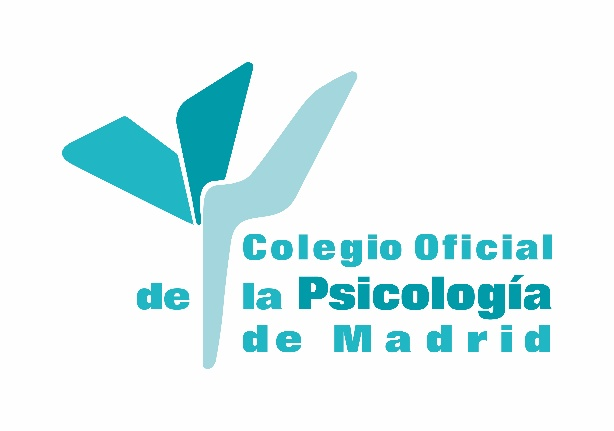 Colegio Oficial
de la Psicología
de Madrid